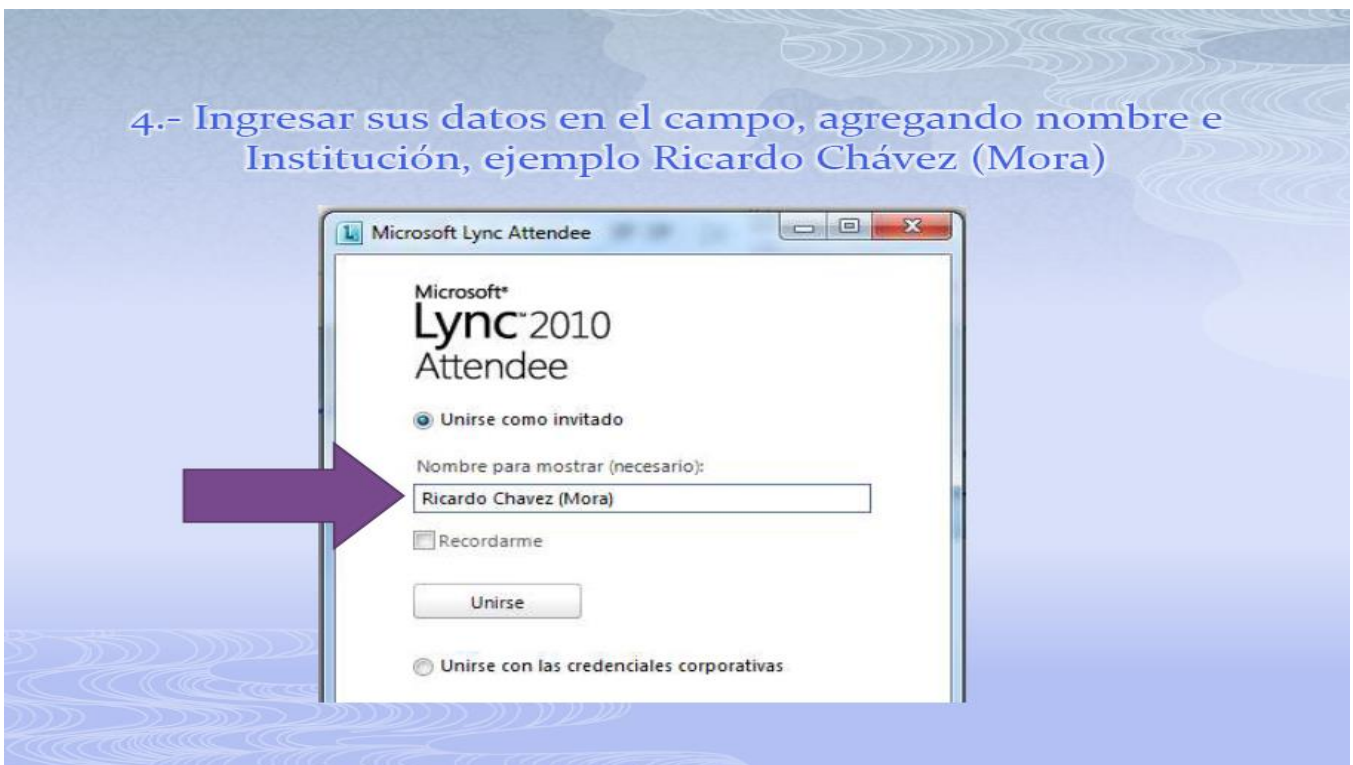 4.- Ingresar sus datos en el campo, agregando nombre e
Institución, ejemplo Ricardo Chávez (Mora)
Microsoft Lync Attendee
Microsoft®
Lync™ 2010
Attendee
Unirse como invitado
Nombre para mostrar (necesario):
Ricardo Chavez (Mora)
Recordarme
Unirse
Unirse con las credenciales corporativas